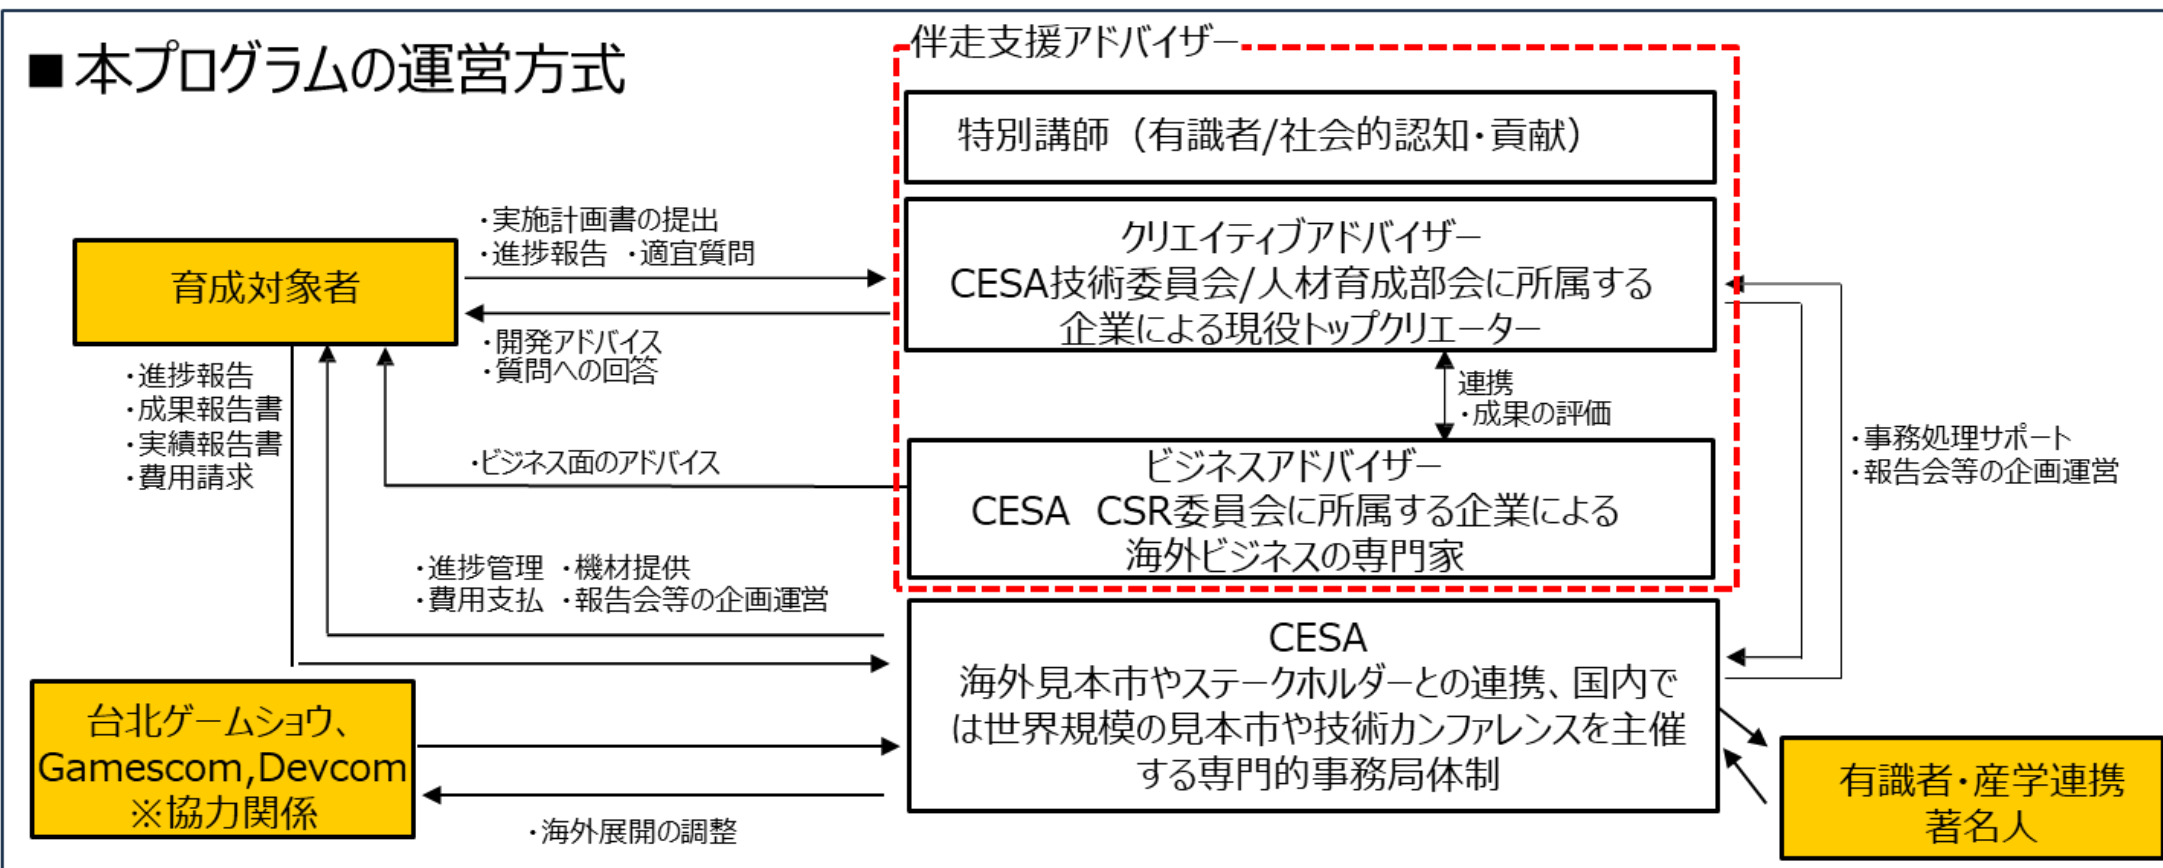 ■本プログラムの運営方式
伴走支援アドバイザー
特別講師（有識者/社会的認知・貢献）
・実施計画書の提出
・進捗報告　・適宜質問
育成対象者
クリエイティブアドバイザー
CESA技術委員会/人材育成部会に所属する
企業による現役トップクリエーター
・開発アドバイス
・質問への回答
・進捗報告
・成果報告書
・実績報告書
・費用請求
連携
・成果の評価
・事務処理サポート
・報告会等の企画運営
・ビジネス面のアドバイス
ビジネスアドバイザー
CESA　CSR委員会に所属する企業による
海外ビジネスの専門家
・進捗管理　・機材提供
・費用支払　・報告会等の企画運営
CESA
海外見本市やステークホルダーとの連携、国内で
は世界規模の見本市や技術カンファレンスを主催
する専門的事務局体制
台北ゲームショウ、
Gamescom,Devcom
※協力関係
・海外展開の調整
有識者・産学連携
著名人